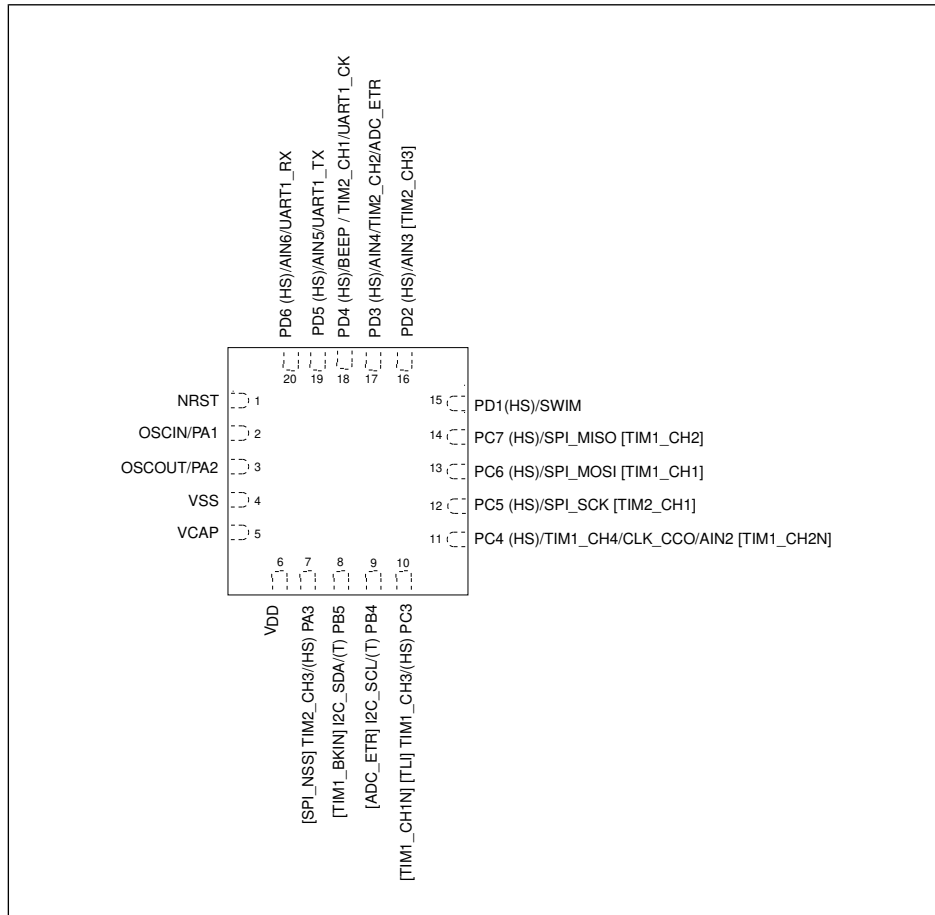 PD6 (HS)/AIN6/UART1_RX
PD5 (HS)/AIN5/UART1_TX
PD4 (HS)/BEEP / TIM2_CH1/UART1_CK
PD3 (HS)/AIN4/TIM2_CH2/ADC_ETR
PD2 (HS)/AIN3 [TIM2_CH3]
20 19 18 17 16
NRST 1
OSCIN/PA1 2
OSCOUT/PA2 3
VSS 4
VCAP 5
15 PD1(HS)/SWIM
14 PC7 (HS)/SPI_MISO [TIM1_CH2]
13 PC6 (HS)/SPI_MOSI [TIM1_CH1]
12 PC5 (HS)/SPI_SCK [TIM2_CH1]
11 PC4 (HS)/TIM1_CH4/CLK_CCO/AIN2 [TIM1_CH2N]
6 7 8 9 10
VDD
[SPI_NSS] TIM2_CH3/(HS) PA3
[TIM1_BKIN] I2C_SDA/(T) PB5
[ADC_ETR] I2C_SCL/(T) PB4
[TIM1_CH1N] [TLI] TIM1_CH3/(HS) PC3